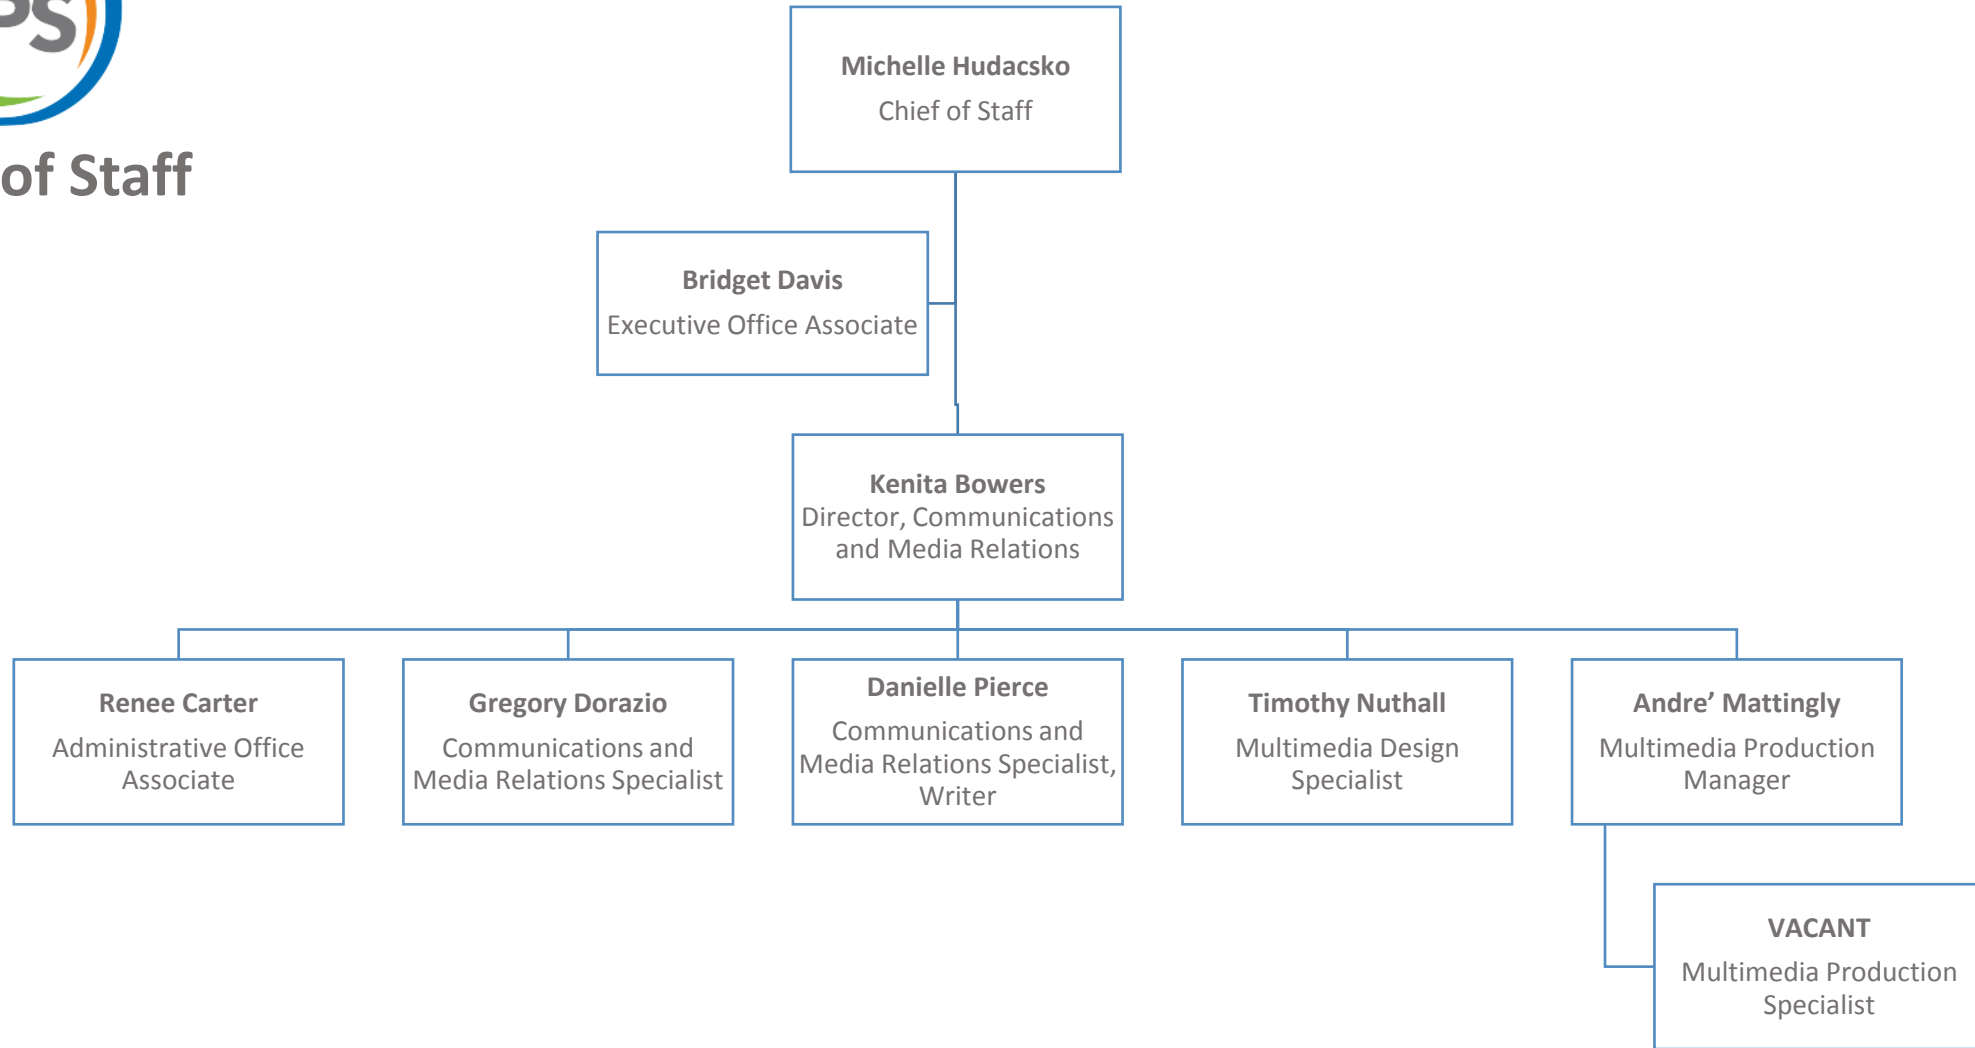 PS
of Staff
Michelle Hudacsko
Chief of Staff
Bridget Davis
Executive Office Associate
Kenita Bowers
Director, Communications
and Media Relations
Renee Carter
Administrative Office
Associate
Gregory Dorazio
Communications and
Media Relations Specialist
Danielle Pierce
Communications and
Media Relations Specialist,
Writer
Timothy Nuthall
Multimedia Design
Specialist
Andre’ Mattingly
Multimedia Production
Manager
VACANT
Multimedia Production
Specialist